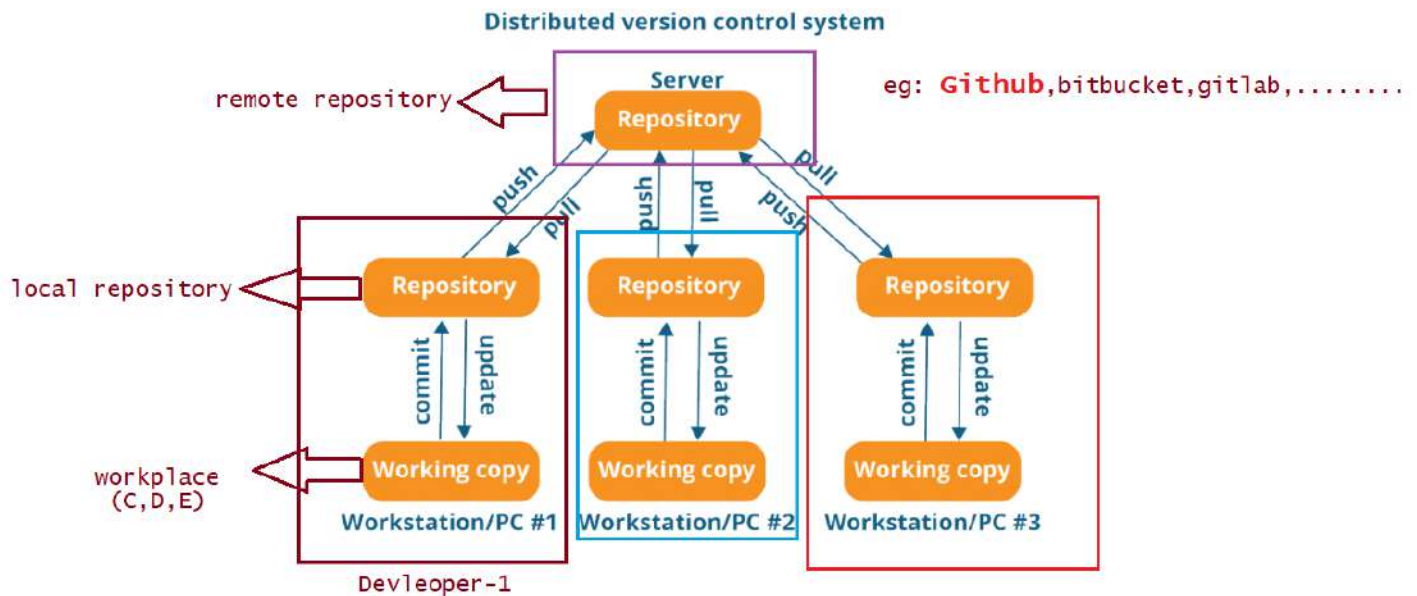 Distributed version control system
Server
eg: Github,bitbucket,gitlab,........
remote repository
Repository
push
pull
push
pull
push
pull
local repository
Repository
Repository
Repository
commit
update
commit
update
commit
update
workplace
(C,D,E)
Working copy
Working copy
Working copy
Workstation/PC #1
Workstation/PC #2
Workstation/PC #3
Devleoper-1